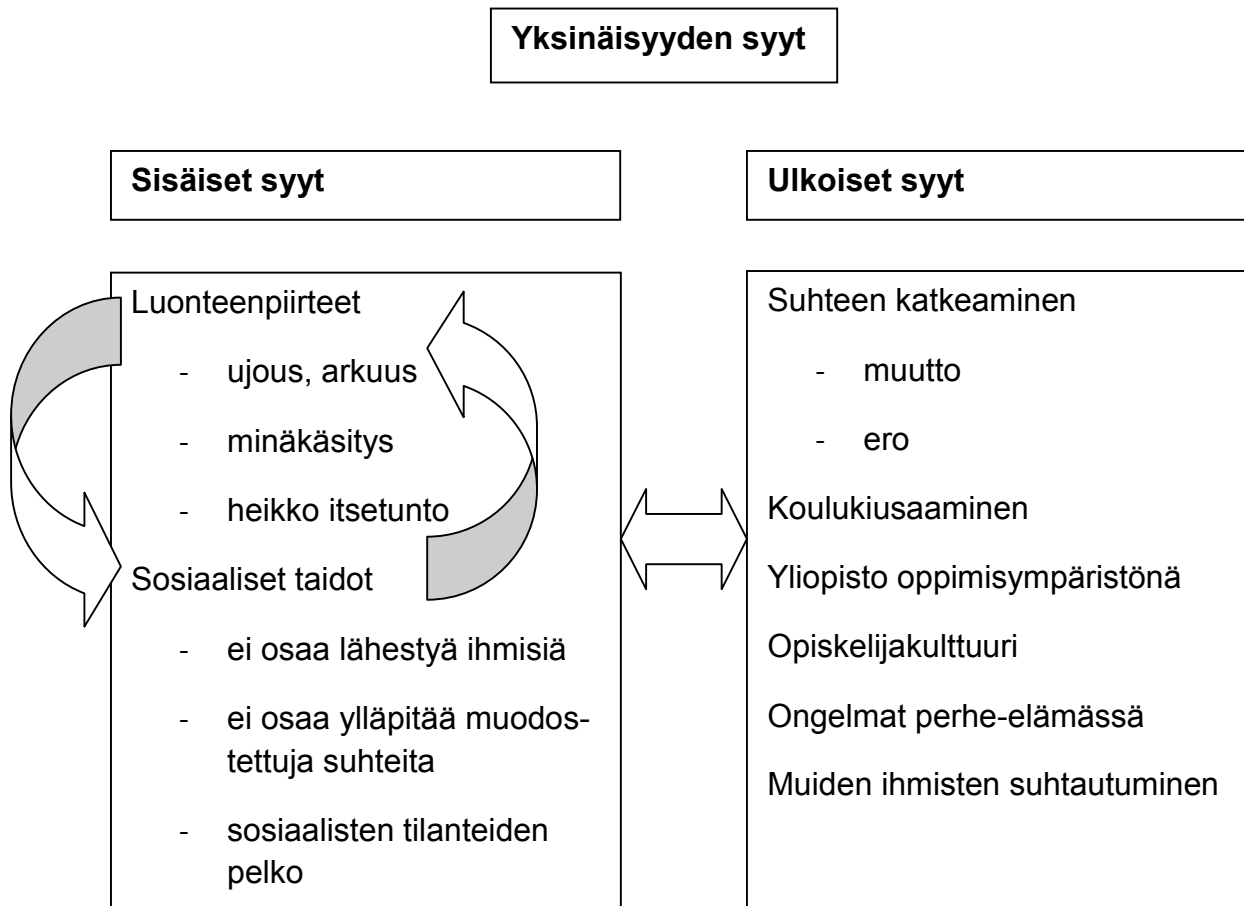 Yksinäisyyden syyt
Sisäiset syyt
Luonteenpiirteet
- ujous, arkuus
- minäkäsitys
- heikko itsetunto
Sosiaaliset taidot
- ei osaa lähestyä ihmisiä
- ei osaa ylläpitää muodos-
tettuja suhteita
- sosiaalisten tilanteiden
pelko
Ulkoiset syyt
Suhteen katkeaminen
- muutto
- ero
Koulukiusaaminen
Yliopisto oppimisympäristönä
Opiskelijakulttuuri
Ongelmat perhe-elämässä
Muiden ihmisten suhtautuminen